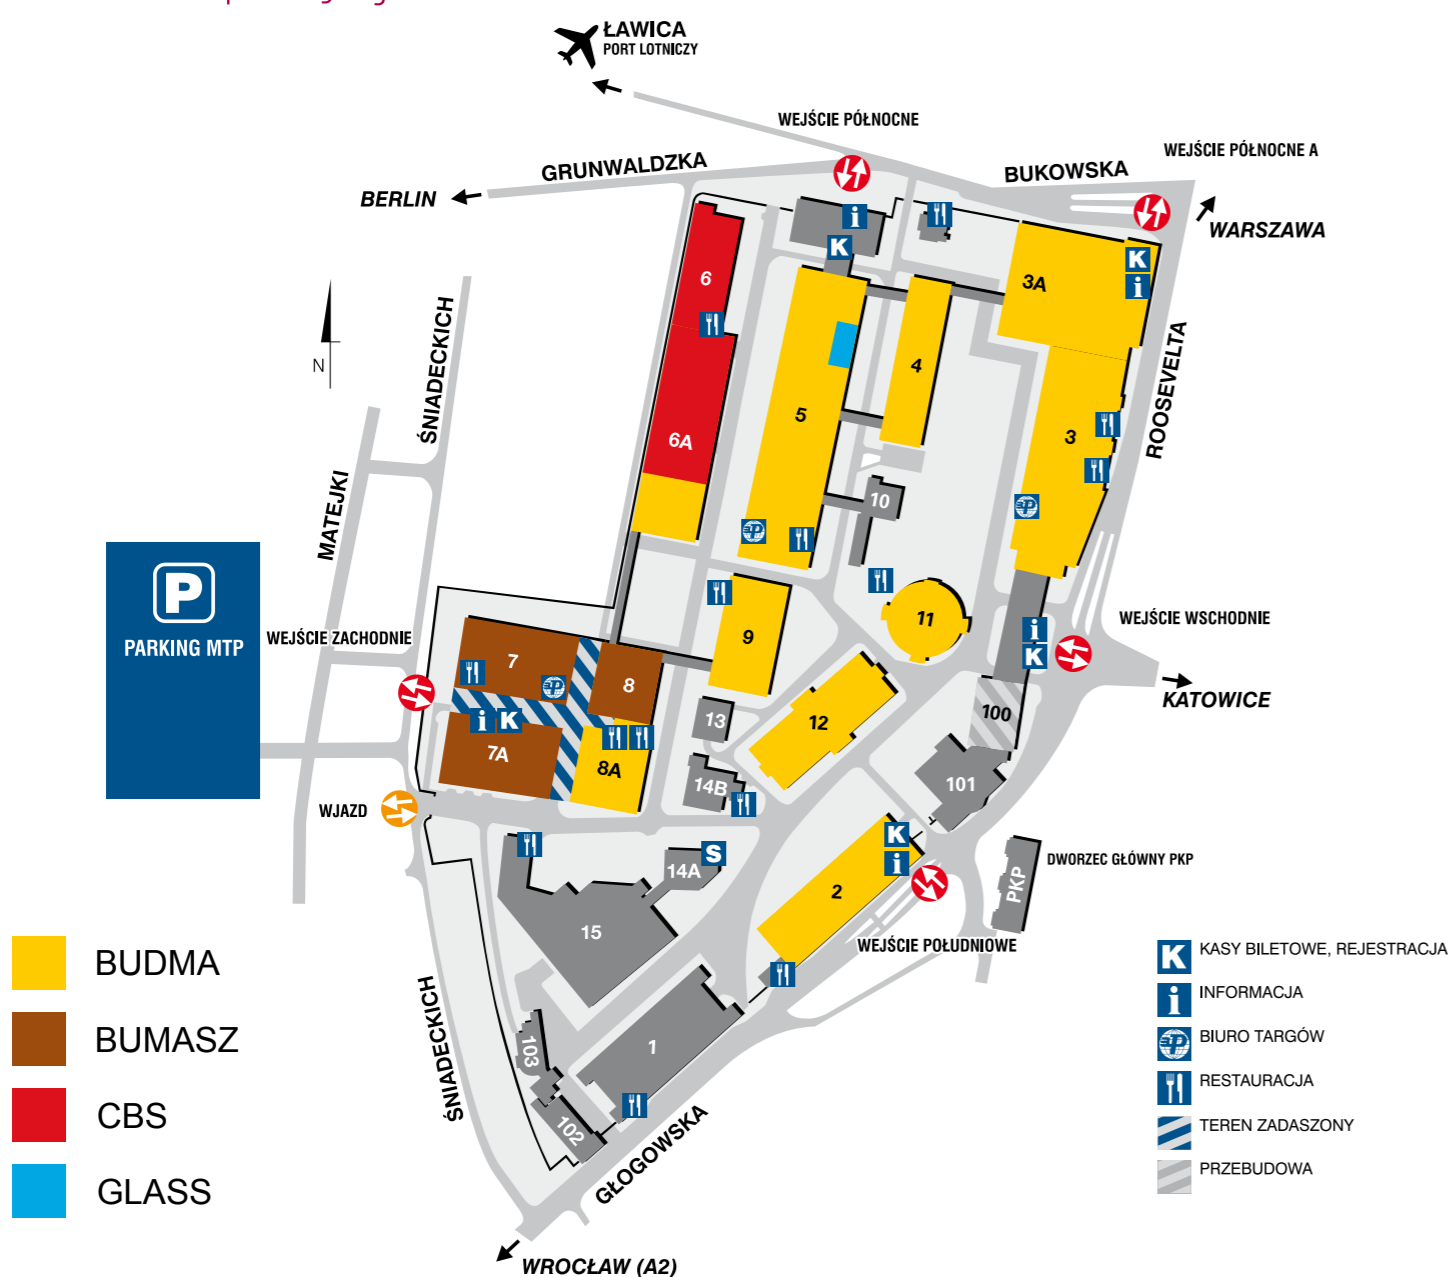 ŁAWICA
PORT LOTNICZY
WEJŚCIE PÓŁNOCNE
WEJŚCIE PÓŁNOCNE A
GRUNWALDZKA
BUKOWSKA
BERLIN
WARSZAWA
i
K
6
3A
K
i
N
ŚNIADECKICH
4
ROOSEVELTA
5
3
6A
MATEJKI
10
P
PARKING MTP
WEJŚCIE ZACHODNIE
9
11
WEJŚCIE WSCHODNIE
i
K
7
8
KATOWICE
i K
13
12
100
7A
8A
14B
101
WJAZD
K
i
S
14A
2
PKP
DWORZEC GŁÓWNY PKP
15
WEJŚCIE POŁUDNIOWE
BUDMA
BUMASZ
CBS
GLASS
ŚNIADECKICH
103
1
102
GŁOGOWSKA
WROCŁAW (A2)
K KASY BILETOWE, REJESTRACJA
i INFORMACJA
BIURO TARGÓW
RESTAURACJA
TEREN ZADASZONY
PRZEBUDOWA